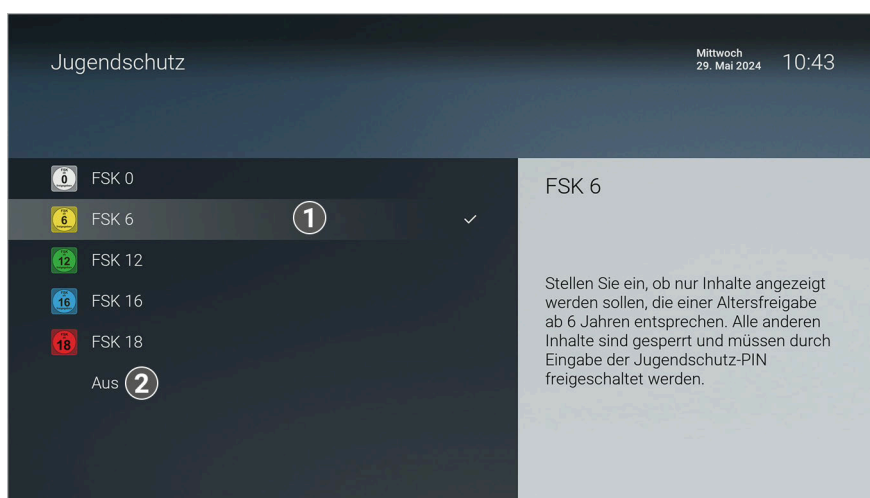 Jugendschutz
Mittwoch
29. Mai 2024
10:43
0
FSK 0
6
FSK 6
1
12
FSK 12
16
FSK 16
18
FSK 18
Aus
2
FSK 6
Stellen Sie ein, ob nur Inhalte angezeigt
werden sollen, die einer Altersfreigabe
ab 6 Jahren entsprechen. Alle anderen
Inhalte sind gesperrt und müssen durch
Eingabe der Jugendschutz-PIN
freigeschaltet werden.